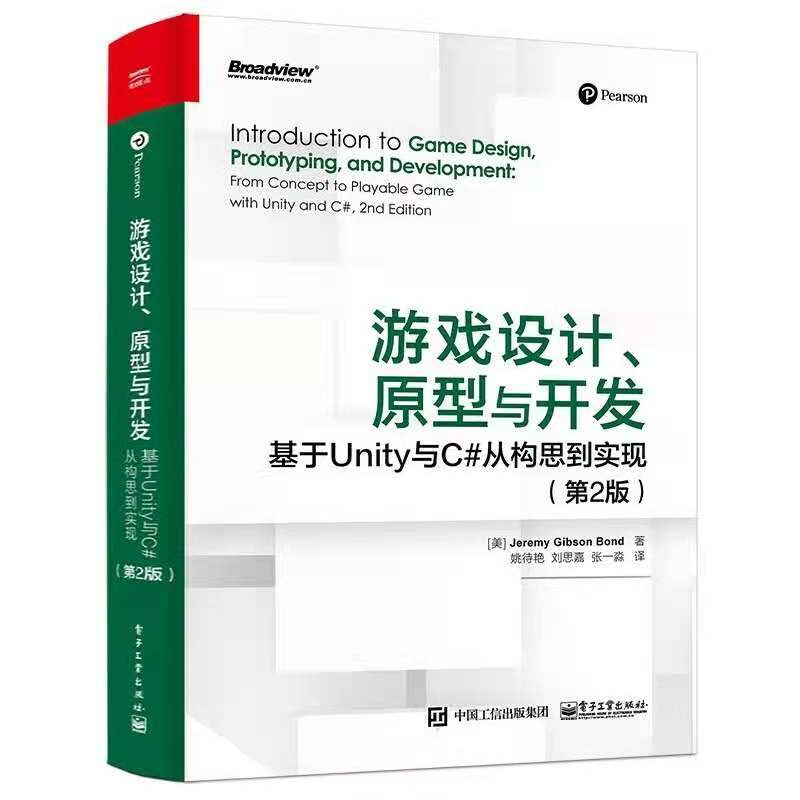 Broadview®
www.broadview.com.cn
Pearson
Introduction to Game Design,
Prototyping, and Development:
From Concept to Playable Game
with Unity and C#, 2nd Edition
游戏设计、
原型与开发
基于Unity与C#从构思到实现
（第2版）
[美] Jeremy Gibson Bond 著
姚待艳 刘思嘉 张一淼 译
中国工信出版集团
电子工业出版社
PUBLISHING HOUSE OF ELECTRONICS INDUSTRY
Pearson
游戏设计、原型与开发
基于Unity与C#
从构思到实现
（第2版）
电子工业出版社